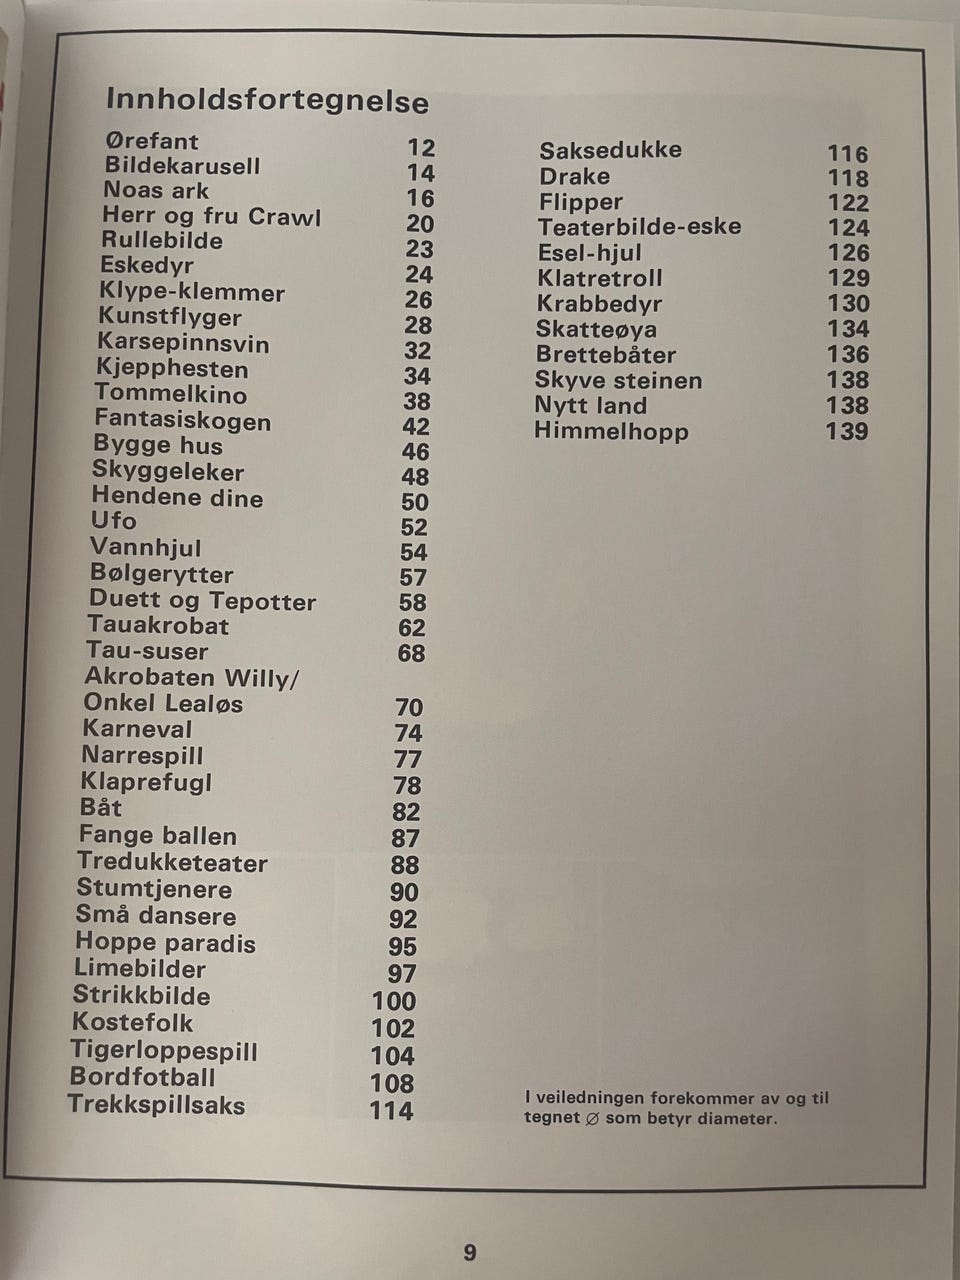 Innholdsfortegnelse
Ørefant 12
Bildekarusell 14
Noas ark 16
Herr og fru Crawl 20
Rullebilde 23
Eskedyr 24
Klype-klemmer 26
Kunstflyger 28
Karsepinnsvin 32
Kjepphesten 34
Tommelkino 38
Fantasiskogen 42
Bygge hus 46
Skyggeleker 48
Hendene dine 50
Ufo 52
Vannhjul 54
Bølgerytter 57
Duett og Tepotter 58
Tauakrobat 62
Tau-suser 68
Akrobaten Willy/
Onkel Lealøs 70
Karneval 74
Narrespill 77
Klaprefugl 78
Båt 82
Fange ballen 87
Tredukketeater 88
Stumtjenere 90
Små dansere 92
Hoppe paradis 95
Limebilder 97
Strikkbilde 100
Kostefolk 102
Tigerloppespill 104
Bordfotball 108
Trekkspillsaks 114
Saksedukke 116
Drake 118
Flipper 122
Teaterbilde-eske 124
Esel-hjul 126
Klatretroll 129
Krabbedyr 130
Skatteøya 134
Brettebåter 136
Skyve steinen 138
Nytt land 138
Himmelhopp 139
I veiledningen forekommer av og til
tegnet ∅ som betyr diameter.
9